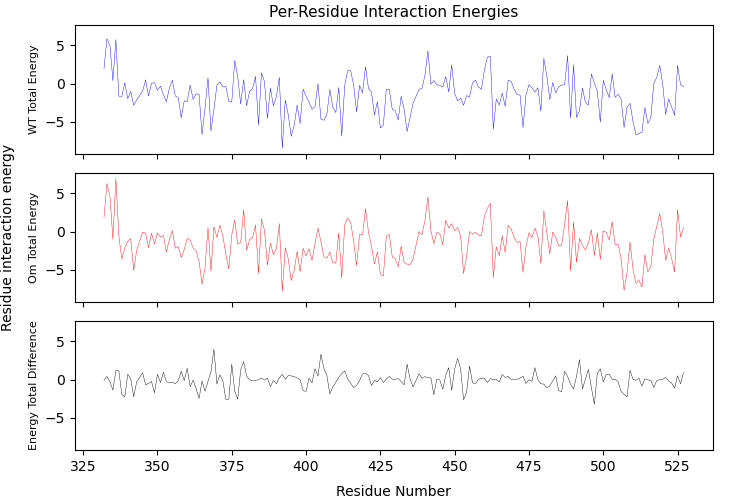 Per-Residue Interaction Energies
Residue interaction energy
WT Total Energy
5
0
−5
Om Total Energy
5
0
−5
Energy Total Difference
5
0
−5
325 350 375 400 425 450 475 500 525
Residue Number